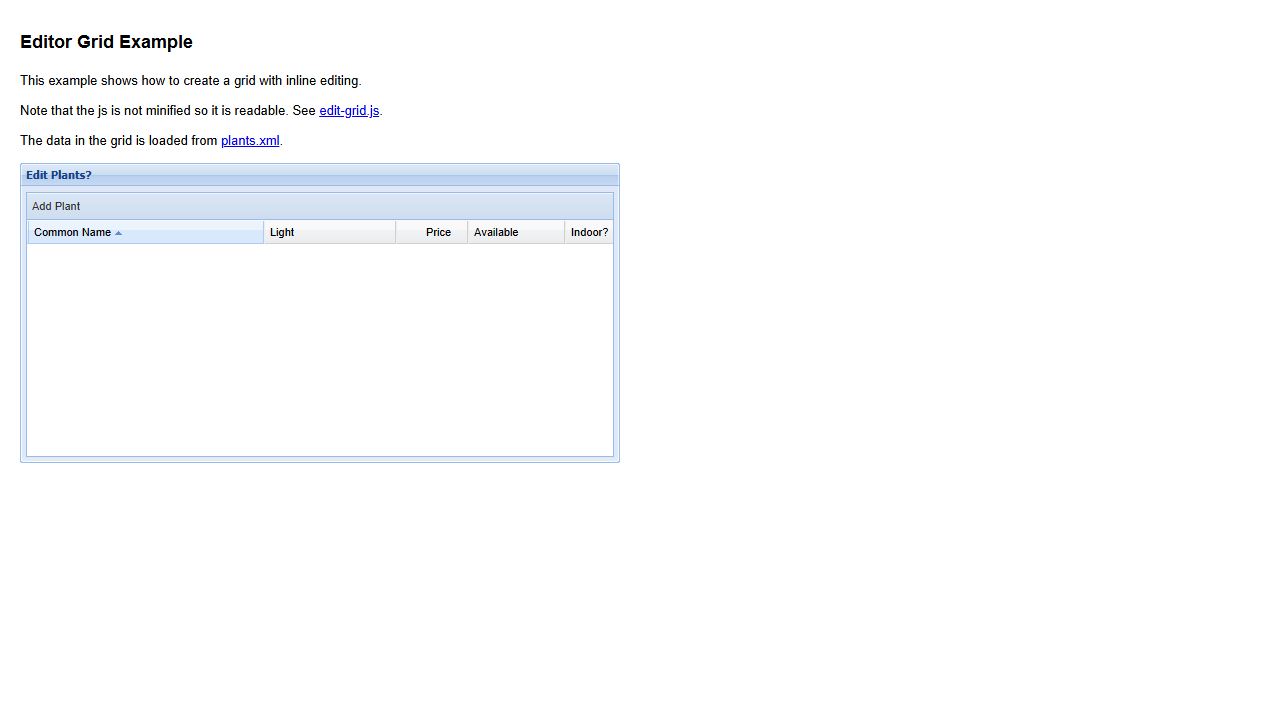 Editor Grid Example
This example shows how to create a grid with inline editing.
Note that the js is not minified so it is readable. See edit-grid.js.
The data in the grid is loaded from plants.xml.
Edit Plants?
Add Plant
Common Name Light Price Available Indoor?